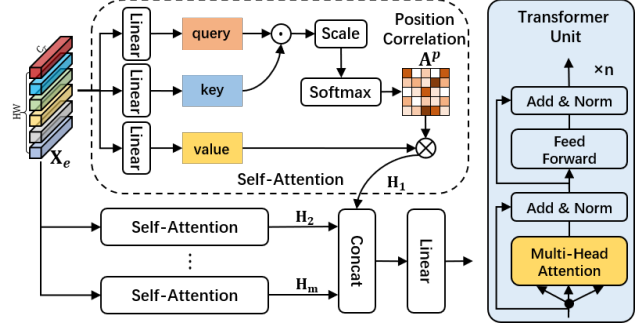 C
HW
X_e
Linear
query
Linear
key
Linear
value
Scale
Softmax
Position
Correlation
A^p
Self-Attention
H_1
Self-Attention
H_2
Self-Attention
H_m
Concat
Linear
Transformer
Unit
×n
Add & Norm
Feed
Forward
Add & Norm
Multi-Head
Attention